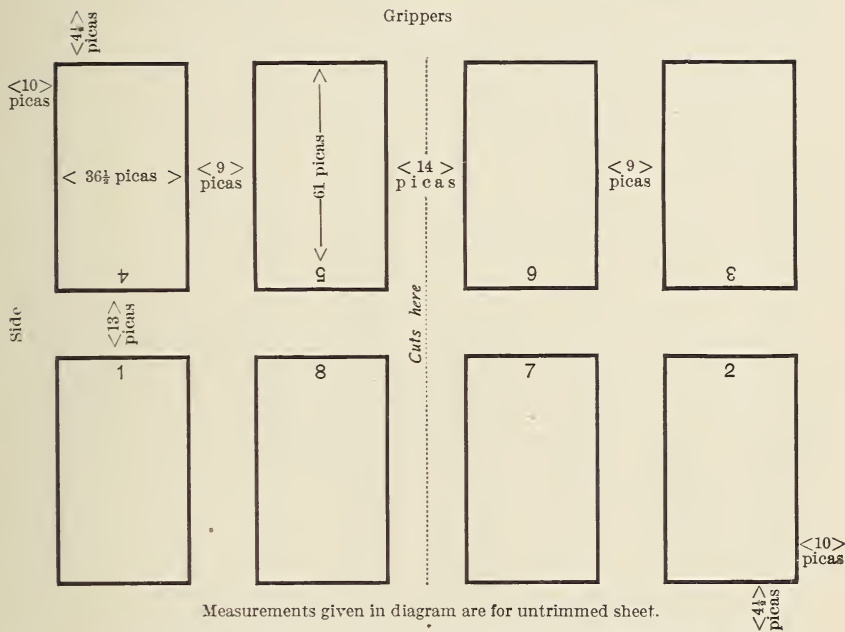 Grippers
<4½>
picas
<10>
picas
< 36½ picas >
< 9 >
picas
<—61 picas—>
< 14 >
picas
< 9 >
picas
4
5
6
3
Side
<13>
picas
Cuts here
1
8
7
2
<10>
picas
<4½>
picas
Measurements given in diagram are for untrimmed sheet.